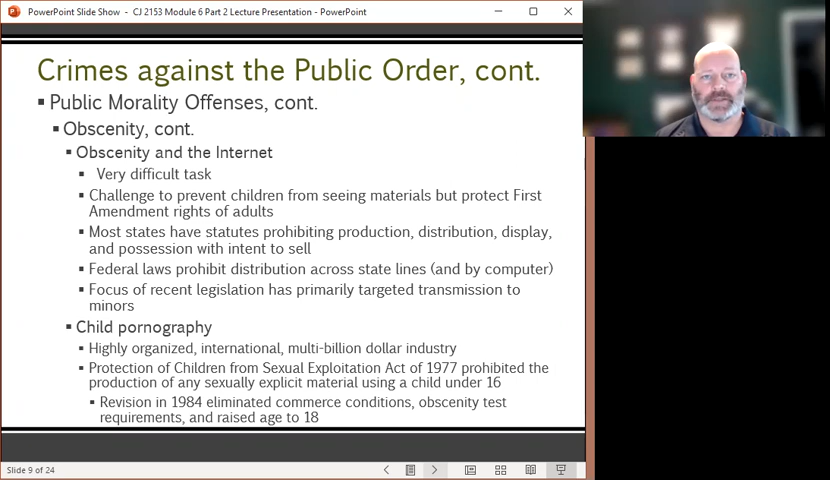 PowerPoint Slide Show - CJ 2153 Module 6 Part 2 Lecture Presentation - PowerPoint
Crimes against the Public Order, cont.
▪ Public Morality Offenses, cont.
▪ Obscenity, cont.
▪ Obscenity and the Internet
▪ Very difficult task
▪ Challenge to prevent children from seeing materials but protect First
Amendment rights of adults
▪ Most states have statutes prohibiting production, distribution, display,
and possession with intent to sell
▪ Federal laws prohibit distribution across state lines (and by computer)
▪ Focus of recent legislation has primarily targeted transmission to
minors
▪ Child pornography
▪ Highly organized, international, multi-billion dollar industry
▪ Protection of Children from Sexual Exploitation Act of 1977 prohibited the
production of any sexually explicit material using a child under 16
▪ Revision in 1984 eliminated commerce conditions, obscenity test
requirements, and raised age to 18
Slide 9 of 24